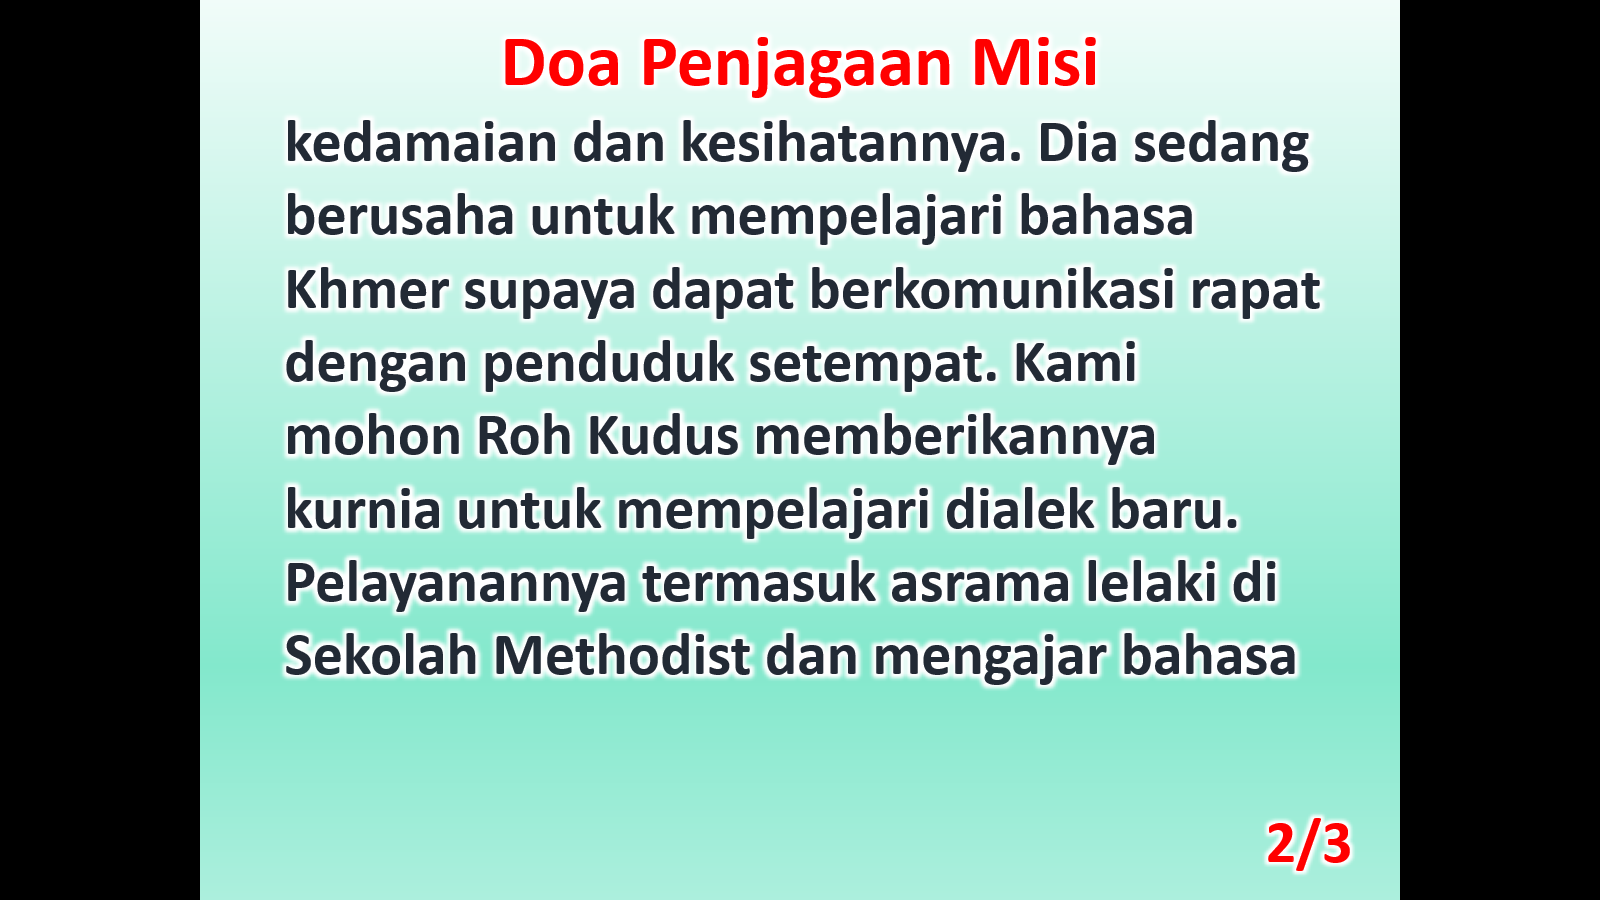 Doa Penjagaan Misi
kedamaian dan kesihatannya. Dia sedang
berusaha untuk mempelajari bahasa
Khmer supaya dapat berkomunikasi rapat
dengan penduduk setempat. Kami
mohon Roh Kudus memberikannya
kurnia untuk mempelajari dialek baru.
Pelayanannya termasuk asrama lelaki di
Sekolah Methodist dan mengajar bahasa
2/3